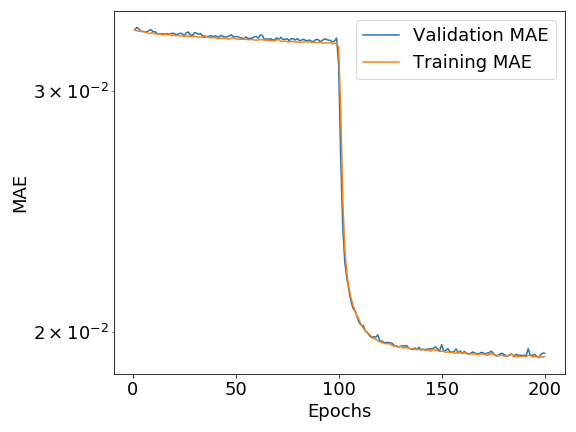 Validation MAE
Training MAE
3 × 10⁻²
2 × 10⁻²
MAE
0 50 100 150 200
Epochs